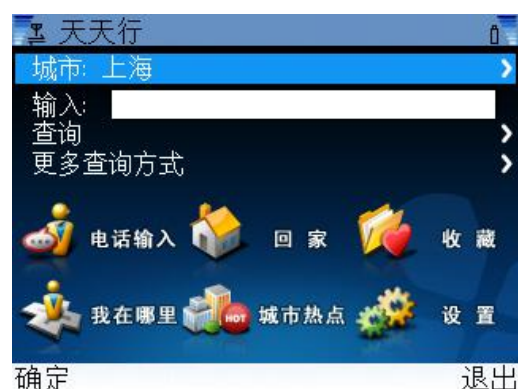 天天行
城市: 上海
输入:
查询
更多查询方式
电话输入 回家 收藏
我在哪里 HOT 城市热点 设置
确定 退出